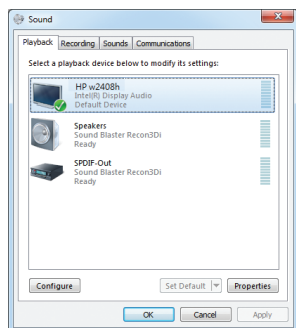 Sound
Playback Recording Sounds Communications
Select a playback device below to modify its settings:
HP w2408h
Intel(R) Display Audio
Default Device
Speakers
Sound Blaster Recon3Di
Ready
SPDIF-Out
Sound Blaster Recon3Di
Ready
Configure Set Default Properties
OK Cancel Apply